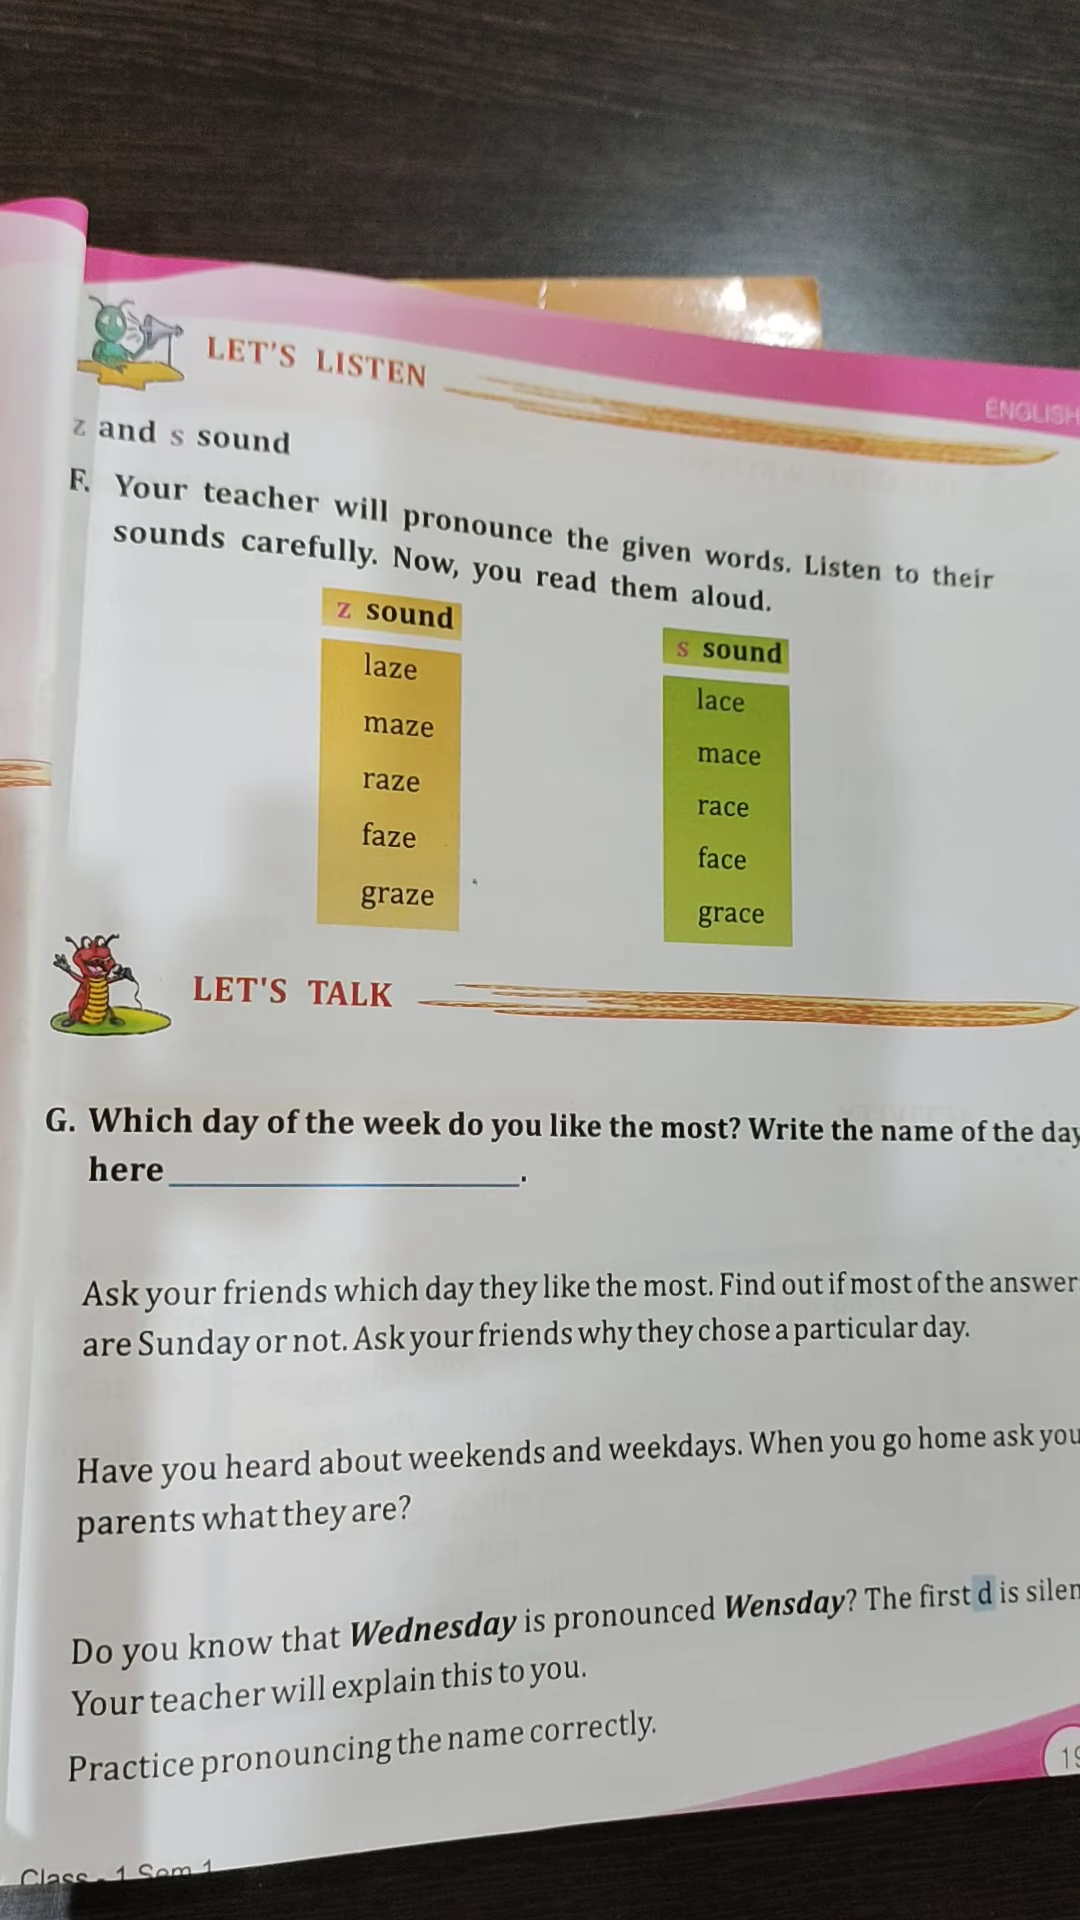 ENGLISH
LET'S LISTEN
z and s sound
F. Your teacher will pronounce the given words. Listen to their
sounds carefully. Now, you read them aloud.
z sound
laze
maze
raze
faze
graze
s sound
lace
mace
race
face
grace
LET'S TALK
G. Which day of the week do you like the most? Write the name of the day
here ____________________.
Ask your friends which day they like the most. Find out if most of the answer
are Sunday or not. Ask your friends why they chose a particular day.
Have you heard about weekends and weekdays. When you go home ask you
parents what they are?
Do you know that Wednesday is pronounced Wensday? The first d is silen
Your teacher will explain this to you.
Practice pronouncing the name correctly.
Class - 1 Sem 1